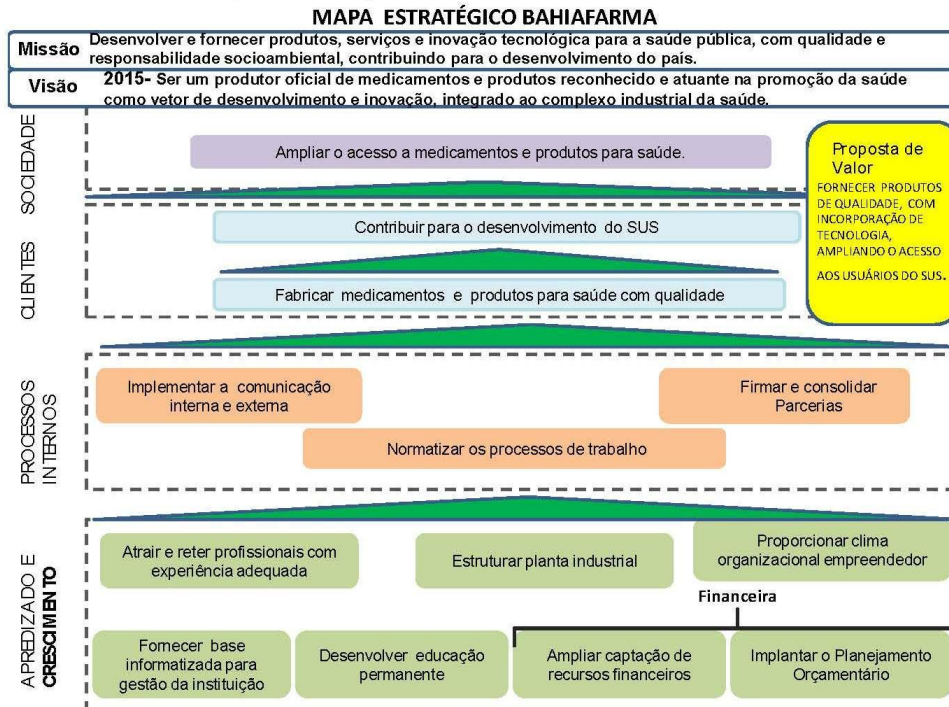 MAPA ESTRATÉGICO BAHIAFARMA
Missão
Desenvolver e fornecer produtos, serviços e inovação tecnológica para a saúde pública, com qualidade e
responsabilidade socioambiental, contribuindo para o desenvolvimento do país.
Visão
2015- Ser um produtor oficial de medicamentos e produtos reconhecido e atuante na promoção da saúde
como vetor de desenvolvimento e inovação, integrado ao complexo industrial da saúde.
SOCIEDADE
Ampliar o acesso a medicamentos e produtos para saúde.
Proposta de
Valor
FORNECER PRODUTOS
DE QUALIDADE, COM
INCORPORAÇÃO DE
TECNOLOGIA,
AMPLIANDO O ACESSO
AOS USUÁRIOS DO SUS.
CLIENTES
Contribuir para o desenvolvimento do SUS
Fabricar medicamentos e produtos para saúde com qualidade
PROCESSOS
INTERNOS
Implementar a comunicação
interna e externa
Firmar e consolidar
Parcerias
Normatizar os processos de trabalho
APREDIZADO E
CRESCIMENTO
Atrair e reter profissionais com
experiência adequada
Estruturar planta industrial
Proporcionar clima
organizacional empreendedor
Financeira
Fornecer base
informatizada para
gestão da instituição
Desenvolver educação
permanente
Ampliar captação de
recursos financeiros
Implantar o Planejamento
Orçamentário